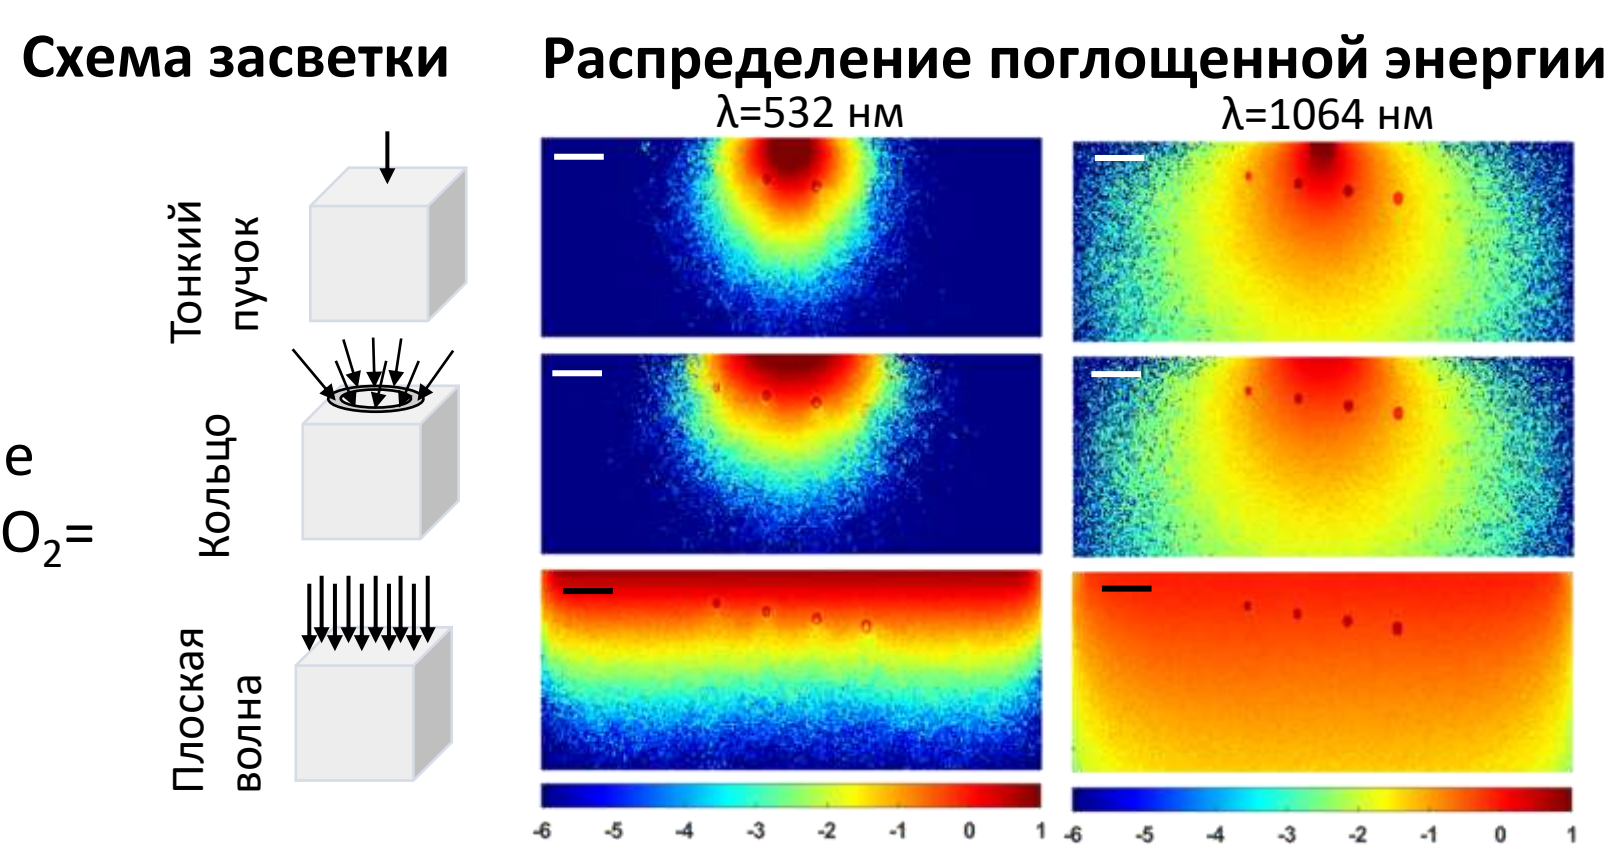 Схема засветки
Распределение поглощенной энергии
λ=532 нм
λ=1064 нм
Тонкий
пучок
Кольцо
е
O₂=
Плоская
волна
-6 -5 -4 -3 -2 -1 0 1
-6 -5 -4 -3 -2 -1 0 1